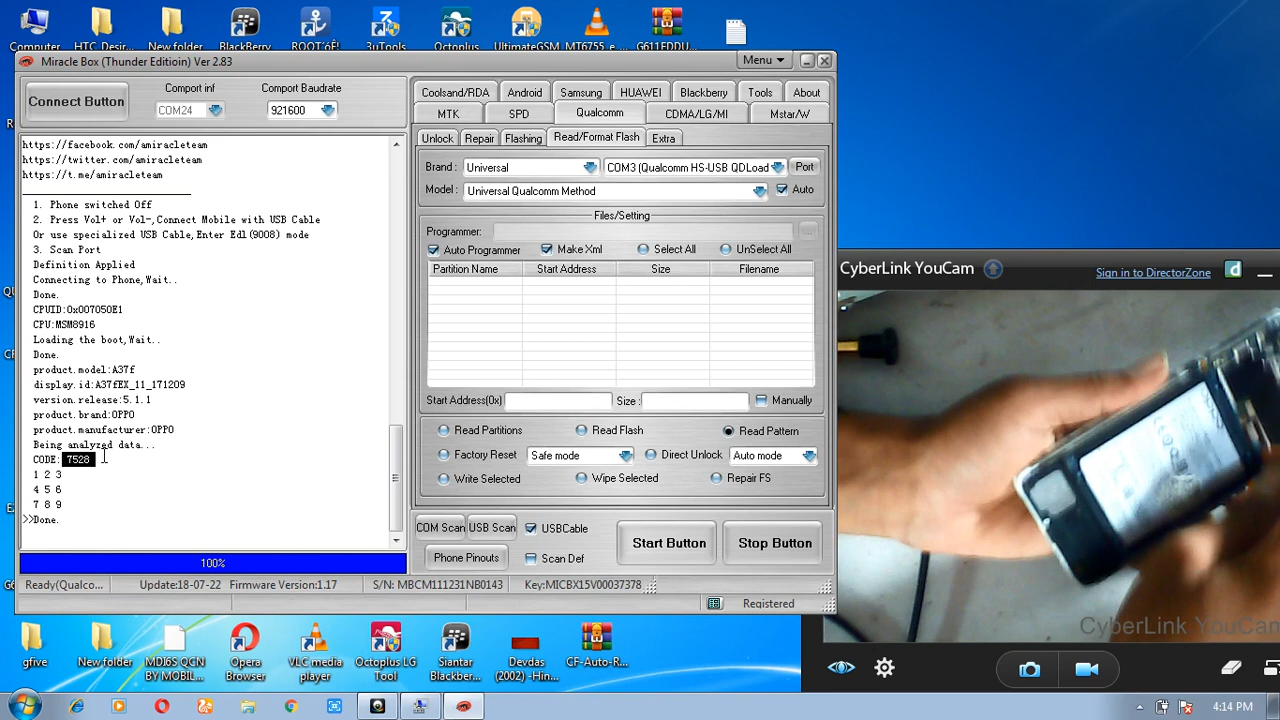 Computer
HTC_Desir...
New folder
BlackBerry
ROOT¨óÊ!
3uTools
Octoplus
UltimateGSM...
MT6755_e...
G611FDDU...
Miracle Box (Thunder Editioin) Ver 2.83
Menu
Connect Button
Comport inf
Comport Baudrate
COM24
921600
Coolsand/RDA
Android
Samsung
HUAWEI
Blackberry
Tools
About
MTK
SPD
Qualcomm
CDMA/LG/MI
Mstar/W
Unlock
Repair
Flashing
Read/Format Flash
Extra
Brand :
Universal
COM3 (Qualcomm HS-USB QDLoad
Port
Model :
Universal Qualcomm Method
Auto
Files/Setting
Programmer:
...
Auto Programmer
Make Xml
Select All
UnSelect All
Partition Name
Start Address
Size
Filename
Start Address(0x)
Size :
Manually
Read Partitions
Read Flash
Read Pattern
Factory Reset
Safe mode
Direct Unlock
Auto mode
Write Selected
Wipe Selected
Repair FS
https://facebook.com/amiracleteam
https://twitter.com/amiracleteam
https://t.me/amiracleteam
1. Phone switched Off
2. Press Vol+ or Vol-,Connect Mobile with USB Cable
Or use specialized USB Cable,Enter Edl(9008) mode
3. Scan Port
Definition Applied
Connecting to Phone,Wait..
Done.
CPUID:0x007050E1
CPU:MSM8916
Loading the boot,Wait..
Done.
product.model:A37f
display.id:A37fEX_11_171209
version.release:5.1.1
product.brand:OPPO
product.manufacturer:OPPO
Being analyzed data...
CODE: 7528
1 2 3
4 5 6
7 8 9
>>Done.
100%
COM Scan
USB Scan
USBCable
Start Button
Stop Button
Phone Pinouts
Scan Def
Ready(Qualco...
Update:18-07-22
Firmware Version:1.17
S/N: MBCM111231NB0143
Key:MICBX15V00037378
Registered
CyberLink YouCam
Sign in to DirectorZone
CyberLink YouCam
gfive
New folder
MDI6S QCN BY MOBIL...
Opera Browser
VLC media player
Octoplus LG Tool
Siantar Blackber...
Devdas (2002) -Hin...
CF-Auto-R...
4:14 PM